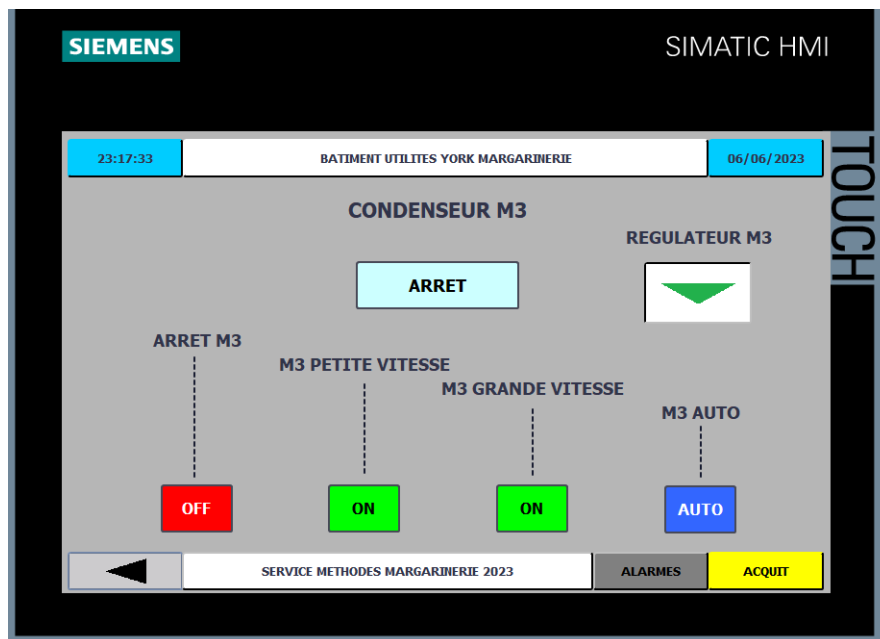 SIEMENS
SIMATIC HMI
TOUCH
23:17:33
BATIMENT UTILITES YORK MARGARINERIE
06/06/2023
CONDENSEUR M3
REGULATEUR M3
ARRET
ARRET M3
M3 PETITE VITESSE
M3 GRANDE VITESSE
M3 AUTO
OFF
ON
ON
AUTO
SERVICE METHODES MARGARINERIE 2023
ALARMES
ACQUIT